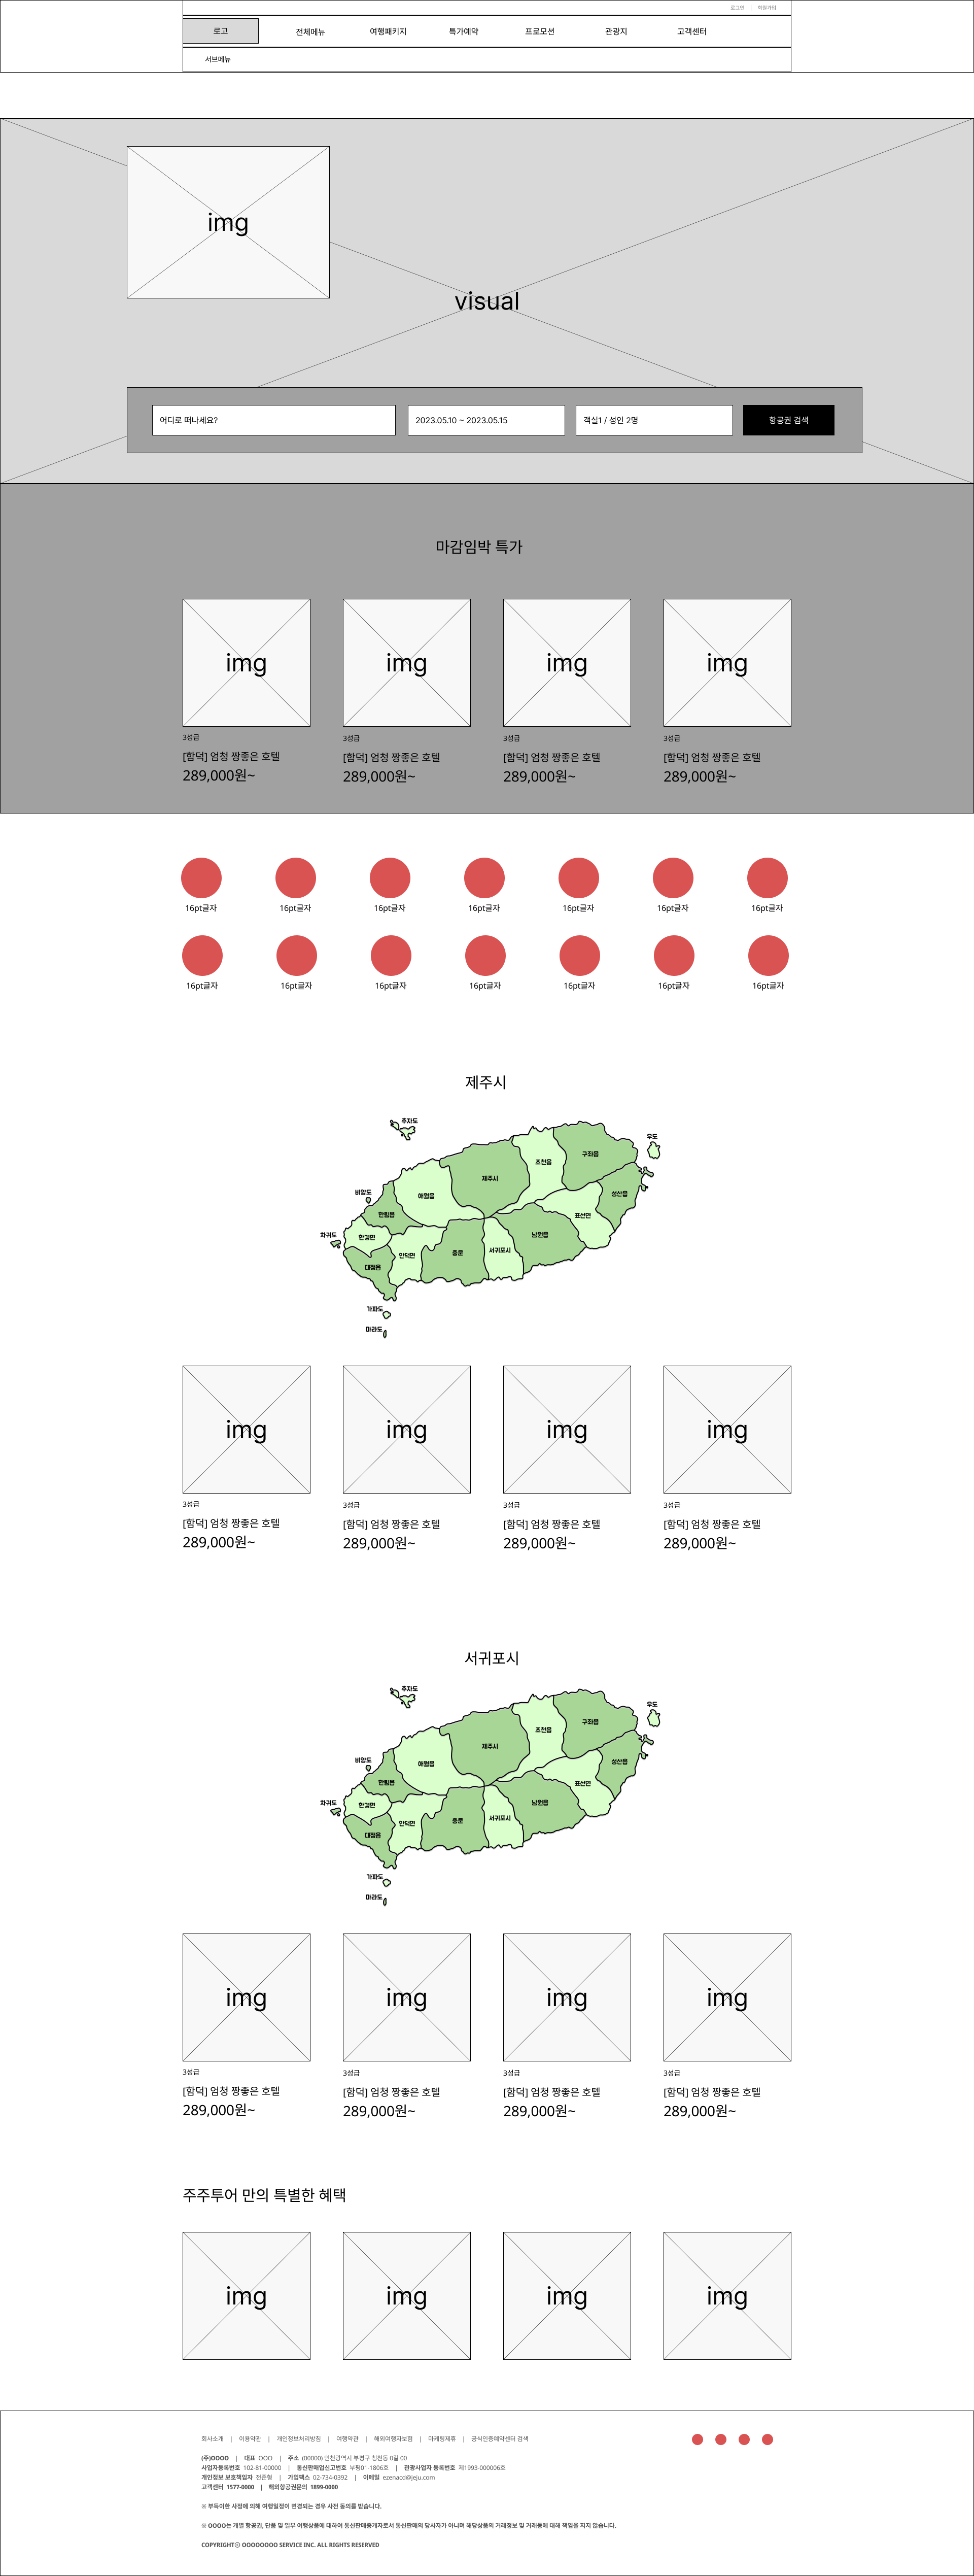 로그인 | 회원가입
로고 전체메뉴 여행패키지 특가예약 프로모션 관광지 고객센터
서브메뉴
img
visual
어디로 떠나세요? 2023.05.10 ~ 2023.05.15 객실1 / 성인 2명 항공권 검색
마감임박 특가
img img img img
3성급 3성급 3성급 3성급
[함덕] 엄청 짱좋은 호텔 [함덕] 엄청 짱좋은 호텔 [함덕] 엄청 짱좋은 호텔 [함덕] 엄청 짱좋은 호텔
289,000원~ 289,000원~ 289,000원~ 289,000원~
16pt글자 16pt글자 16pt글자 16pt글자 16pt글자 16pt글자 16pt글자
16pt글자 16pt글자 16pt글자 16pt글자 16pt글자 16pt글자 16pt글자
제주시
추자도
우도
구좌읍
조천읍
제주시
성산읍
비양도
애월읍
한림읍
표선면
차귀도
한경면
남원읍
서귀포시
중문
안덕면
대정읍
가파도
마라도
img img img img
3성급 3성급 3성급 3성급
[함덕] 엄청 짱좋은 호텔 [함덕] 엄청 짱좋은 호텔 [함덕] 엄청 짱좋은 호텔 [함덕] 엄청 짱좋은 호텔
289,000원~ 289,000원~ 289,000원~ 289,000원~
서귀포시
추자도
우도
구좌읍
조천읍
제주시
성산읍
비양도
애월읍
한림읍
표선면
차귀도
한경면
남원읍
서귀포시
중문
안덕면
대정읍
가파도
마라도
img img img img
3성급 3성급 3성급 3성급
[함덕] 엄청 짱좋은 호텔 [함덕] 엄청 짱좋은 호텔 [함덕] 엄청 짱좋은 호텔 [함덕] 엄청 짱좋은 호텔
289,000원~ 289,000원~ 289,000원~ 289,000원~
주주투어 만의 특별한 혜택
img img img img
회사소개 | 이용약관 | 개인정보처리방침 | 여행약관 | 해외여행자보험 | 마케팅제휴 | 공식인증예약센터 검색
(주)OOOO | 대표 OOO | 주소 (00000) 인천광역시 부평구 청천동 0길 00
사업자등록번호 102-81-00000 | 통신판매업신고번호 부평01-1806호 | 관광사업자 등록번호 제1993-000006호
개인정보 보호책임자 전준형 | 가입팩스 02-734-0392 | 이메일 ezenacd@jeju.com
고객센터 1577-0000 | 해외항공권문의 1899-0000
※ 부득이한 사정에 의해 여행일정이 변경되는 경우 사전 동의를 받습니다.
※ OOOO는 개별 항공권, 단품 및 일부 여행상품에 대하여 통신판매중개자로서 통신판매의 당사자가 아니며 해당상품의 거래정보 및 거래등에 대해 책임을 지지 않습니다.
COPYRIGHTⓒ OOOOOOOO SERVICE INC. ALL RIGHTS RESERVED